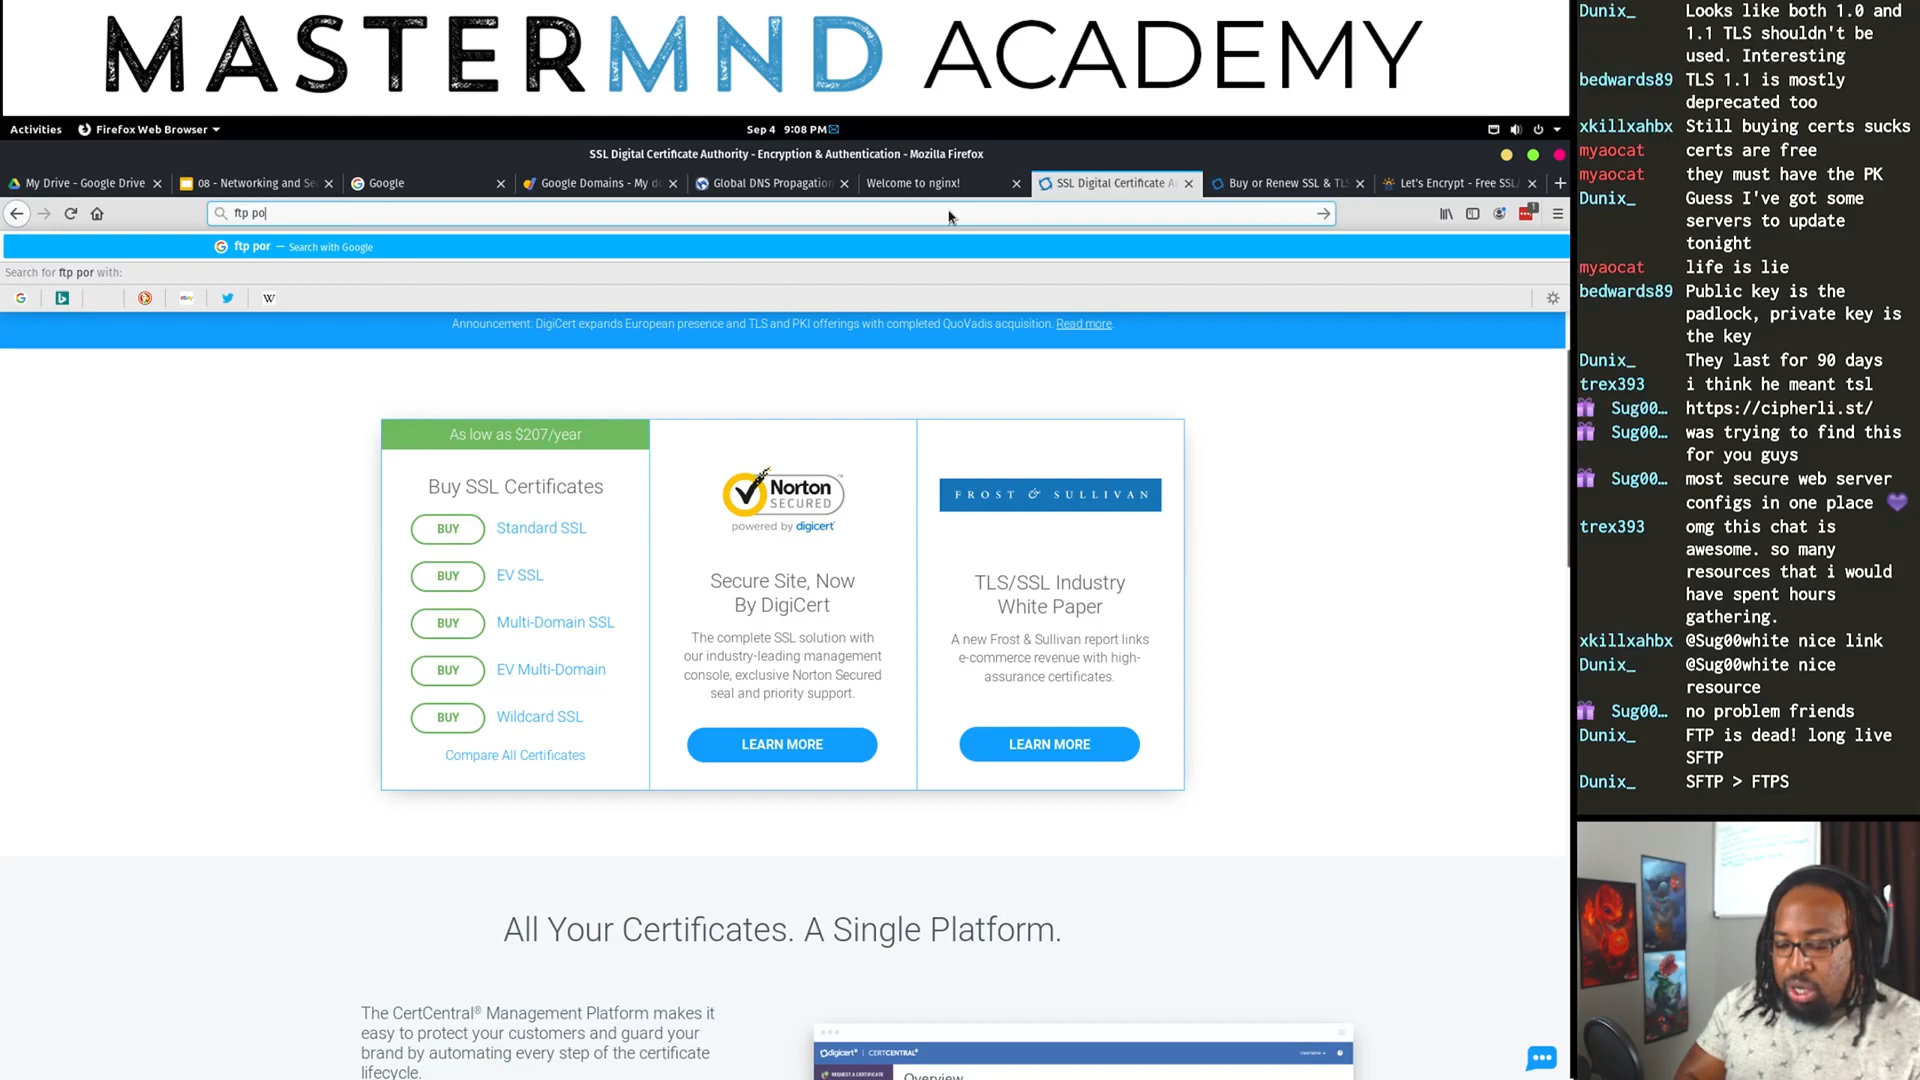 MASTERMND ACADEMY
Activities
Firefox Web Browser
Sep 4 9:08 PM
SSL Digital Certificate Authority - Encryption & Authentication - Mozilla Firefox
My Drive - Google Drive
08 - Networking and Se
Google
Google Domains - My do
Global DNS Propagation
Welcome to nginx!
SSL Digital Certificate A
Buy or Renew SSL & TLS
Let's Encrypt - Free SSL/
ftp po
1
ftp por — Search with Google
Search for ftp por with:
Announcement: DigiCert expands European presence and TLS and PKI offerings with completed QuoVadis acquisition. Read more.
As low as $207/year
Buy SSL Certificates
BUY Standard SSL
BUY EV SSL
BUY Multi-Domain SSL
BUY EV Multi-Domain
BUY Wildcard SSL
Compare All Certificates
Norton
SECURED
powered by digicert
Secure Site, Now
By DigiCert
The complete SSL solution with
our industry-leading management
console, exclusive Norton Secured
seal and priority support.
LEARN MORE
FROST & SULLIVAN
TLS/SSL Industry
White Paper
A new Frost & Sullivan report links
e-commerce revenue with high-
assurance certificates.
LEARN MORE
All Your Certificates. A Single Platform.
The CertCentral® Management Platform makes it
easy to protect your customers and guard your
brand by automating every step of the certificate
lifecycle.
digicert CERTCENTRAL
REQUEST A CERTIFICATE
Overview
Dunix_ Looks like both 1.0 and
1.1 TLS shouldn't be
used. Interesting
bedwards89 TLS 1.1 is mostly
deprecated too
xkillxahbx Still buying certs sucks
myaocat certs are free
myaocat they must have the PK
Dunix_ Guess I've got some
servers to update
tonight
myaocat life is lie
bedwards89 Public key is the
padlock, private key is
the key
Dunix_ They last for 90 days
trex393 i think he meant tsl
Sug00… https://cipherli.st/
Sug00… was trying to find this
for you guys
Sug00… most secure web server
configs in one place
trex393 omg this chat is
awesome. so many
resources that i would
have spent hours
gathering.
xkillxahbx @Sug00white nice link
Dunix_ @Sug00white nice
resource
Sug00… no problem friends
Dunix_ FTP is dead! long live
SFTP
Dunix_ SFTP > FTPS